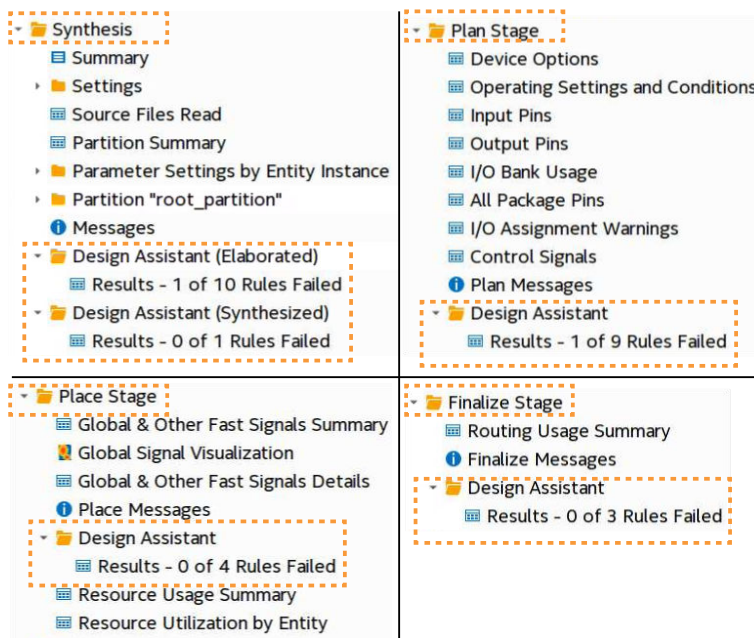 Synthesis
Summary
Settings
Source Files Read
Partition Summary
Parameter Settings by Entity Instance
Partition "root_partition"
Messages
Design Assistant (Elaborated)
Results - 1 of 10 Rules Failed
Design Assistant (Synthesized)
Results - 0 of 1 Rules Failed
Plan Stage
Device Options
Operating Settings and Conditions
Input Pins
Output Pins
I/O Bank Usage
All Package Pins
I/O Assignment Warnings
Control Signals
Plan Messages
Design Assistant
Results - 1 of 9 Rules Failed
Place Stage
Global & Other Fast Signals Summary
Global Signal Visualization
Global & Other Fast Signals Details
Place Messages
Design Assistant
Results - 0 of 4 Rules Failed
Resource Usage Summary
Resource Utilization by Entity
Finalize Stage
Routing Usage Summary
Finalize Messages
Design Assistant
Results - 0 of 3 Rules Failed